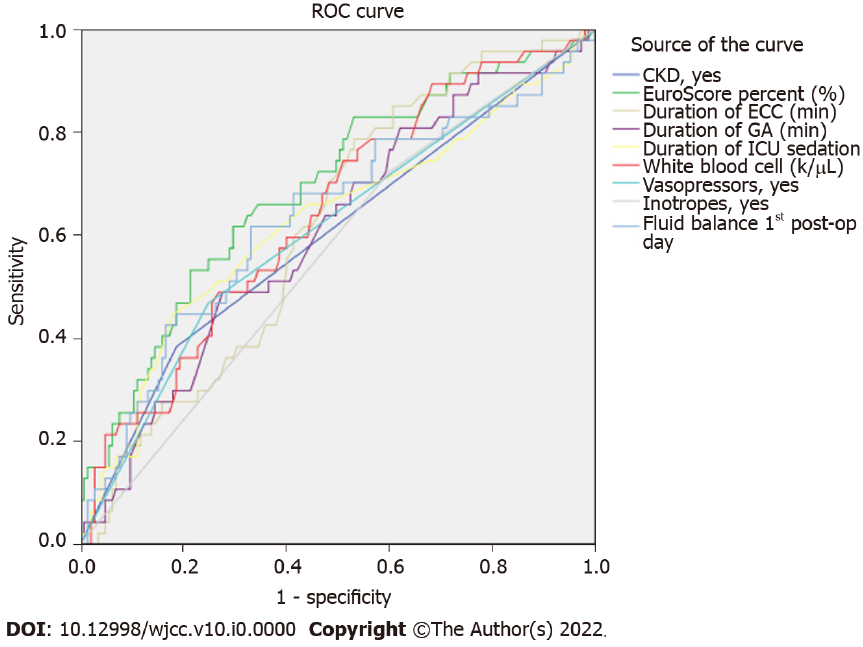 ROC curve
1.0
0.8
0.6
0.4
0.2
0.0
Sensitivity
0.0 0.2 0.4 0.6 0.8 1.0
1 - specificity
Source of the curve
CKD, yes
EuroScore percent (%)
Duration of ECC (min)
Duration of GA (min)
Duration of ICU sedation
White blood cell (k/μL)
Vasopressors, yes
Inotropes, yes
Fluid balance 1st post-op
day
DOI: 10.12998/wjcc.v10.i0.0000 Copyright ©The Author(s) 2022.